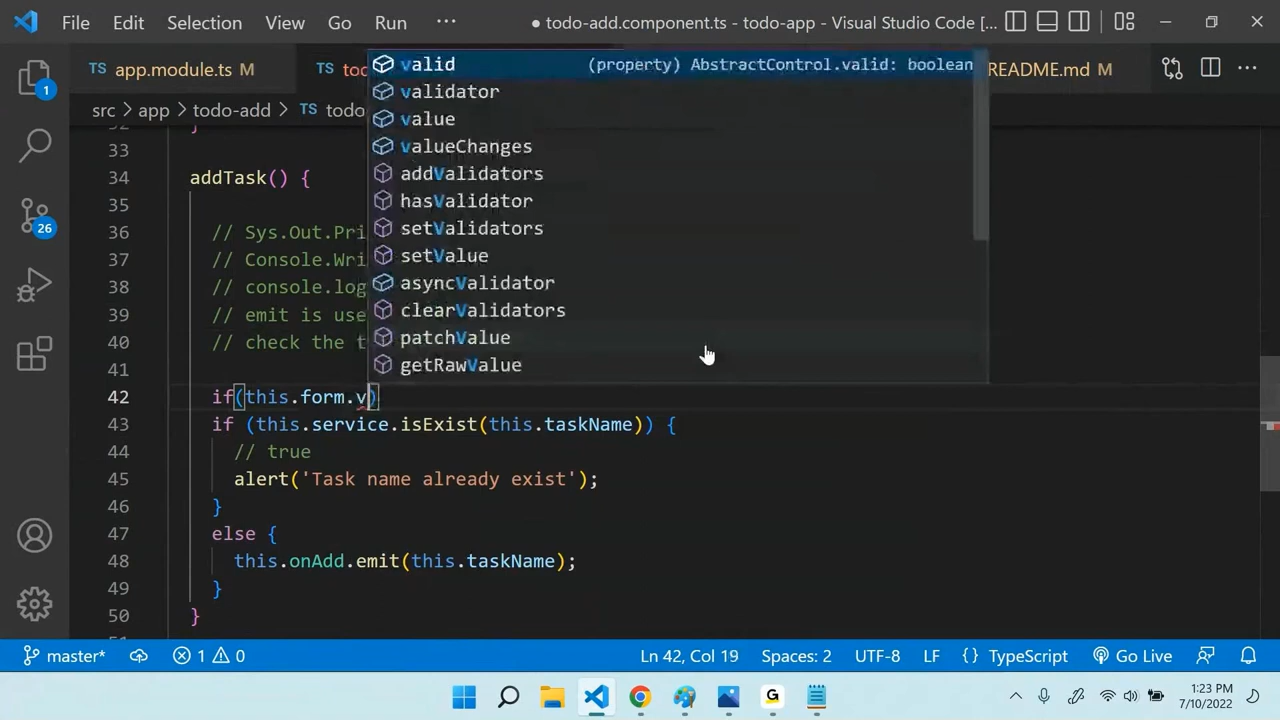 File Edit Selection View Go Run ··· ● todo-add.component.ts - todo-app - Visual Studio Code [...
TS app.module.ts M TS README.md M ···
src > app > todo-add > TS
valid (property) AbstractControl.valid: boolean
validator
value
valueChanges
addValidators
hasValidator
setValidators
setValue
asyncValidator
clearValidators
patchValue
getRawValue
1
26
32 }
33
34 addTask() {
35
36 // Sys.Out.Pri
37 // Console.Wri
38 // console.log
39 // emit is use
40 // check the t
41
42 if(this.form.v)
43 if (this.service.isExist(this.taskName)) {
44 // true
45 alert('Task name already exist');
46 }
47 else {
48 this.onAdd.emit(this.taskName);
49 }
50 }
master* 1 0 Ln 42, Col 19 Spaces: 2 UTF-8 LF {} TypeScript Go Live
G 1:23 PM
7/10/2022